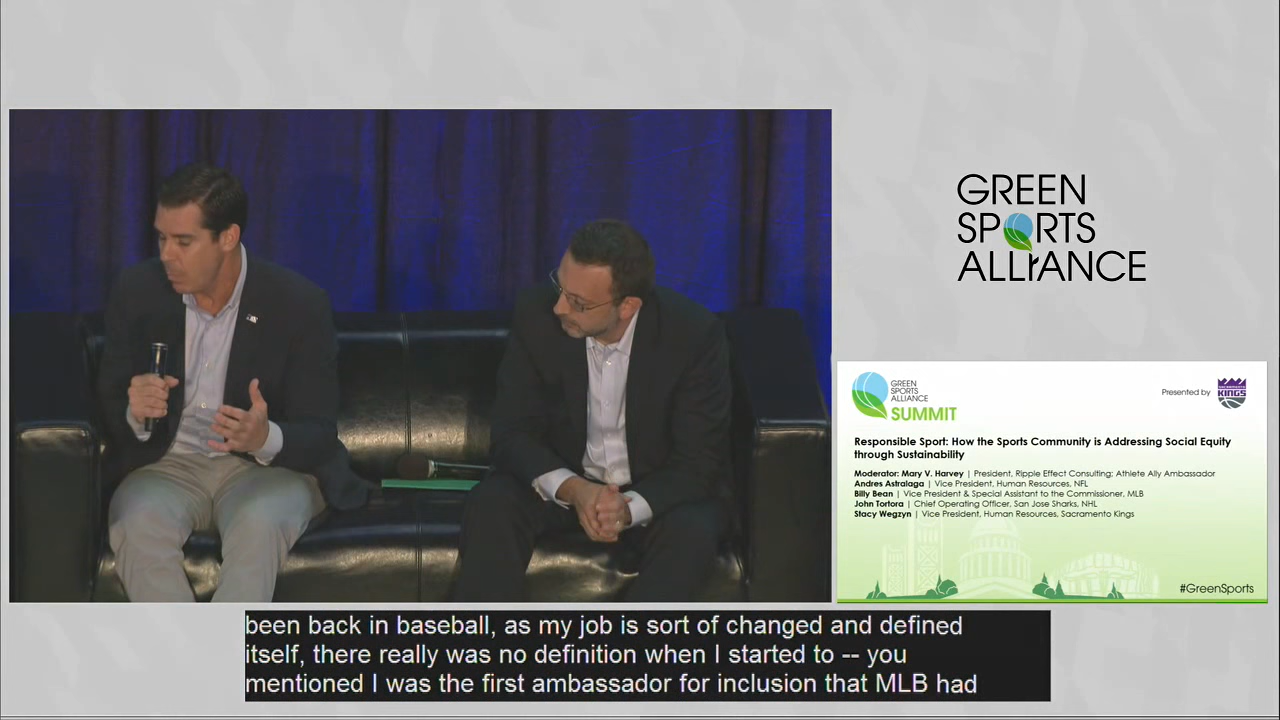 GREEN
SPORTS
ALLIANCE
GREEN
SPORTS
ALLIANCE
SUMMIT
Presented by
KINGS
Responsible Sport: How the Sports Community is Addressing Social Equity
through Sustainability
Moderator: Mary V. Harvey | President, Ripple Effect Consulting; Athlete Ally Ambassador
Andres Astralaga | Vice President, Human Resources, NFL
Billy Bean | Vice President & Special Assistant to the Commissioner, MLB
John Tortora | Chief Operating Officer, San Jose Sharks, NHL
Stacy Wegzyn | Vice President, Human Resources, Sacramento Kings
#GreenSports
been back in baseball, as my job is sort of changed and defined
itself, there really was no definition when I started to -- you
mentioned I was the first ambassador for inclusion that MLB had